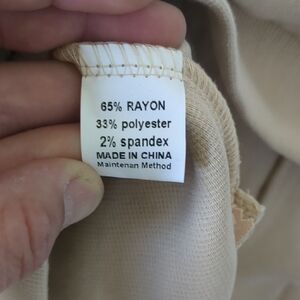 65% RAYON
33% polyester
2% spandex
MADE IN CHINA
Maintenan Method